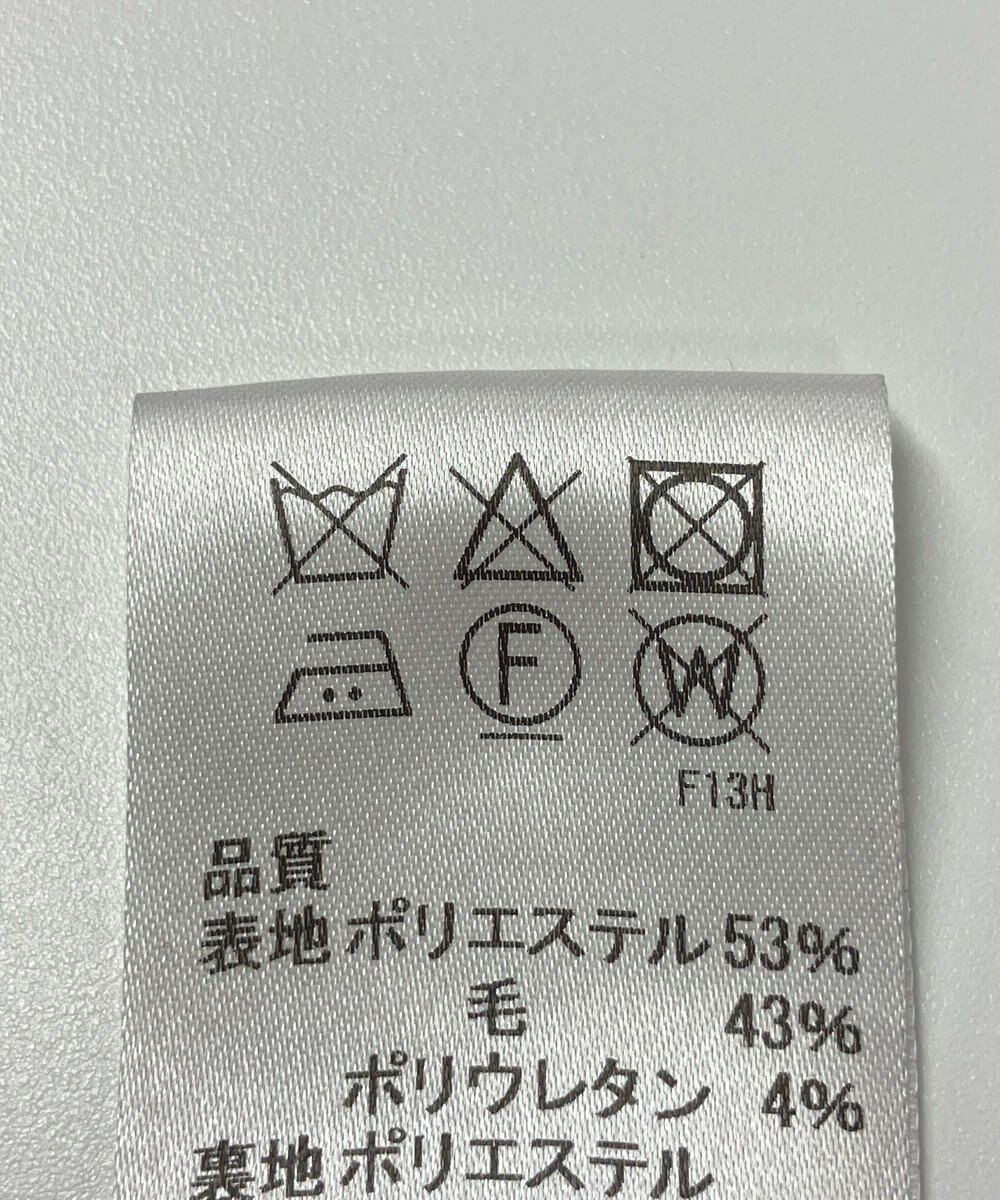 F
W
F13H
品質
表地 ポリエステル 53%
毛 43%
ポリウレタン 4%
裏地 ポリエステル